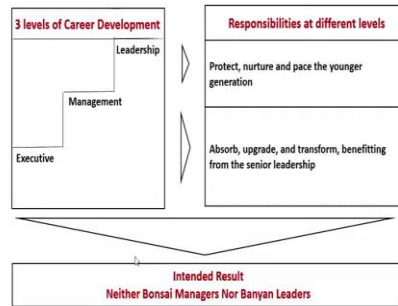 3 levels of Career Development
Leadership
Management
Executive
Responsibilities at different levels
Protect, nurture and pace the younger
generation
Absorb, upgrade, and transform, benefitting
from the senior leadership
Intended Result
Neither Bonsai Managers Nor Banyan Leaders